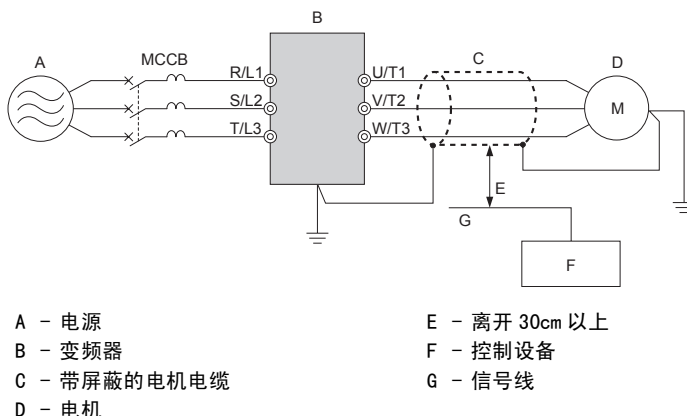 B
A
MCCB
C
D
R/L1
U/T1
S/L2
V/T2
M
T/L3
W/T3
E
G
F
A － 电源
B － 变频器
C － 带屏蔽的电机电缆
D － 电机
E － 离开 30cm 以上
F － 控制设备
G － 信号线